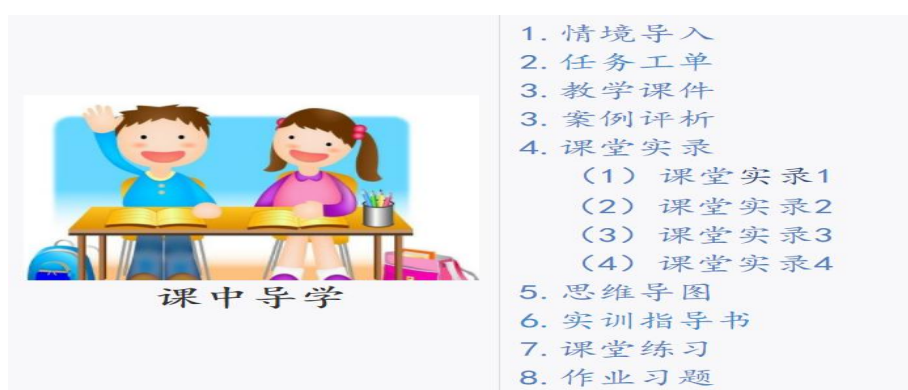 课中导学
1. 情境导入
2. 任务工单
3. 教学课件
3. 案例评析
4. 课堂实录
（1）课堂实录1
（2）课堂实录2
（3）课堂实录3
（4）课堂实录4
5. 思维导图
6. 实训指导书
7. 课堂练习
8. 作业习题